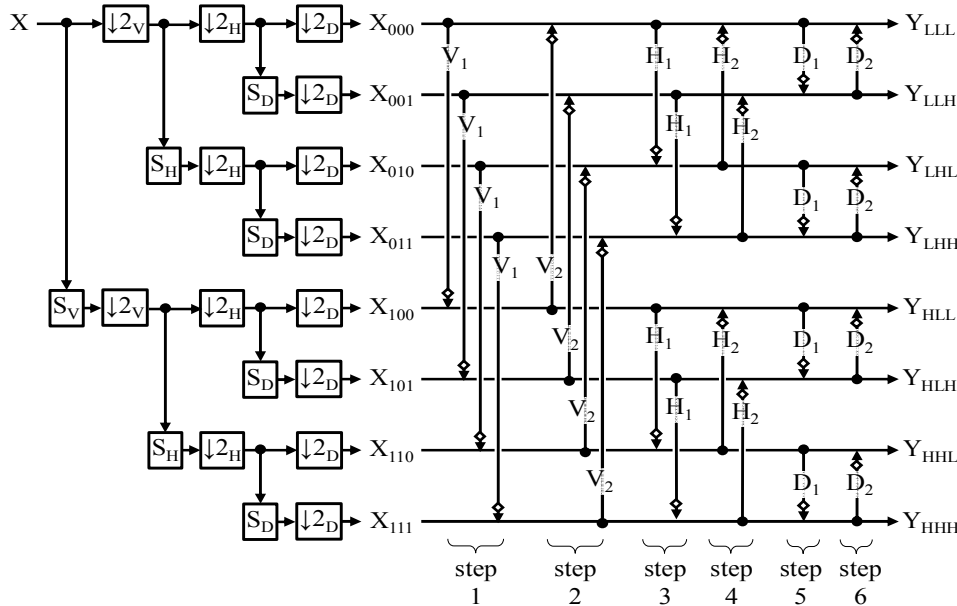 X ↓2V ↓2H ↓2D X000 YLLL
V1 H1 H2 D1 D2
SD ↓2D X001 YLLH
V1 H1 H2
SH ↓2H ↓2D X010 YLHL
V1 D1 D2
SD ↓2D X011 YLHH
V1 V2
SV ↓2V ↓2H ↓2D X100 YHLL
V2 H1 H2 D1 D2
SD ↓2D X101 YHLH
V2 H1 H2
SH ↓2H ↓2D X110 YHHL
V2 D1 D2
SD ↓2D X111 YHHH
step step step step step step
1 2 3 4 5 6